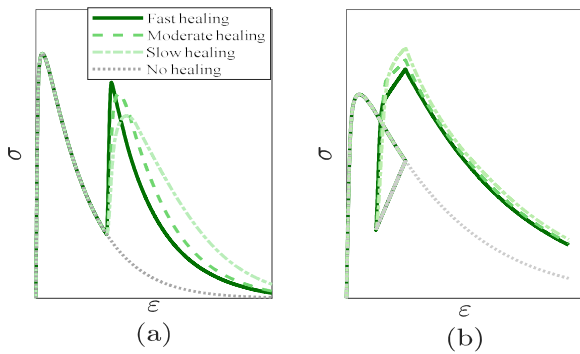 Fast healing
Moderate healing
Slow healing
No healing
σ
σ
ε
ε
(a)
(b)